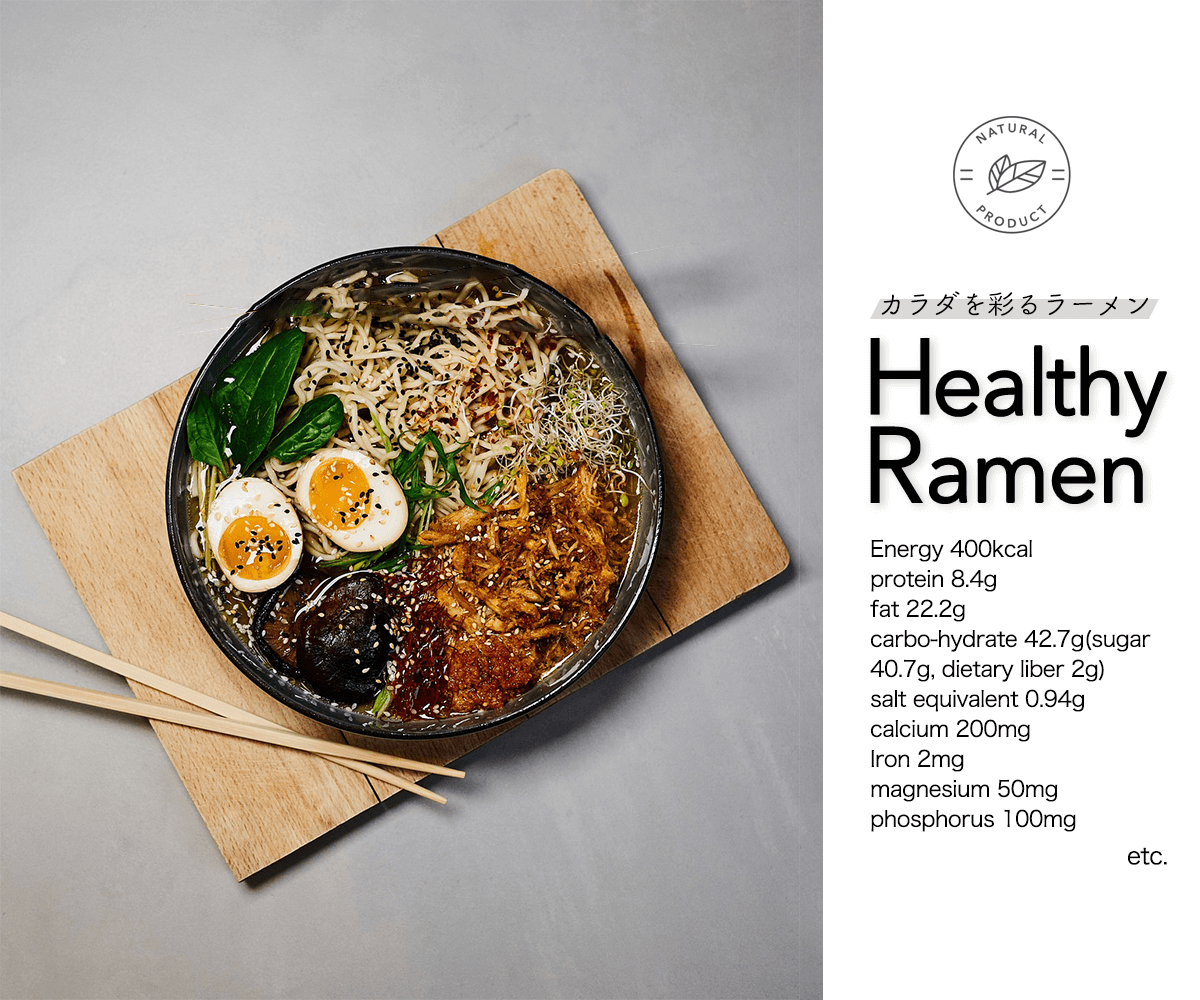 NATURAL
PRODUCT
カラダを彩るラーメン
Healthy
Ramen
Energy 400kcal
protein 8.4g
fat 22.2g
carbo-hydrate 42.7g(sugar
40.7g, dietary liber 2g)
salt equivalent 0.94g
calcium 200mg
Iron 2mg
magnesium 50mg
phosphorus 100mg
etc.